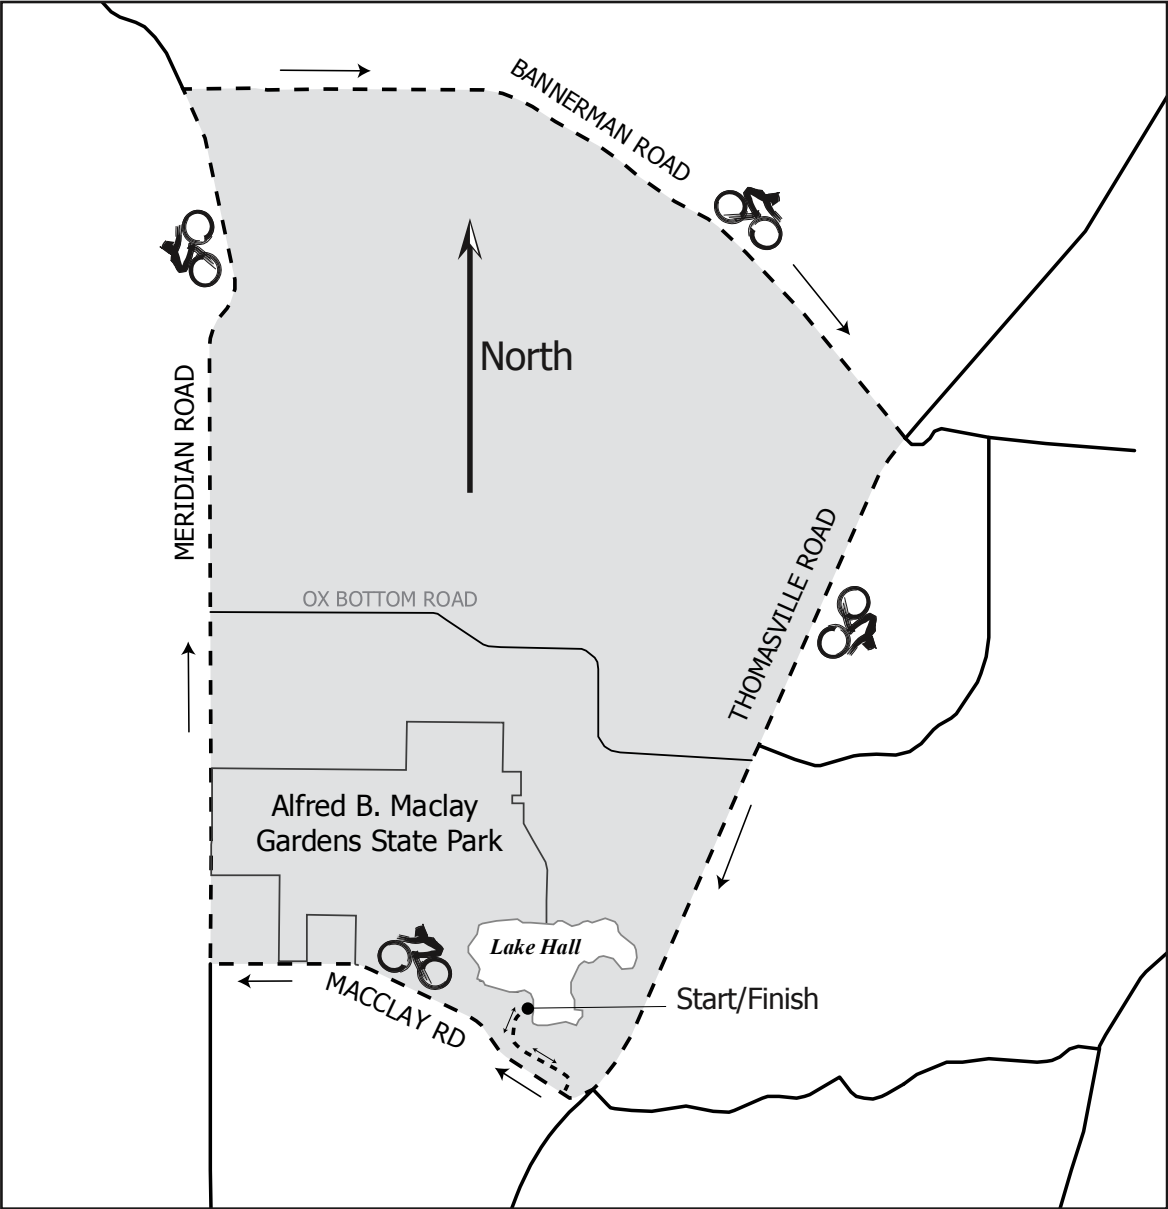 BANNERMAN ROAD
North
MERIDIAN ROAD
THOMASVILLE ROAD
OX BOTTOM ROAD
Alfred B. Maclay
Gardens State Park
Lake Hall
Start/Finish
MACCLAY RD